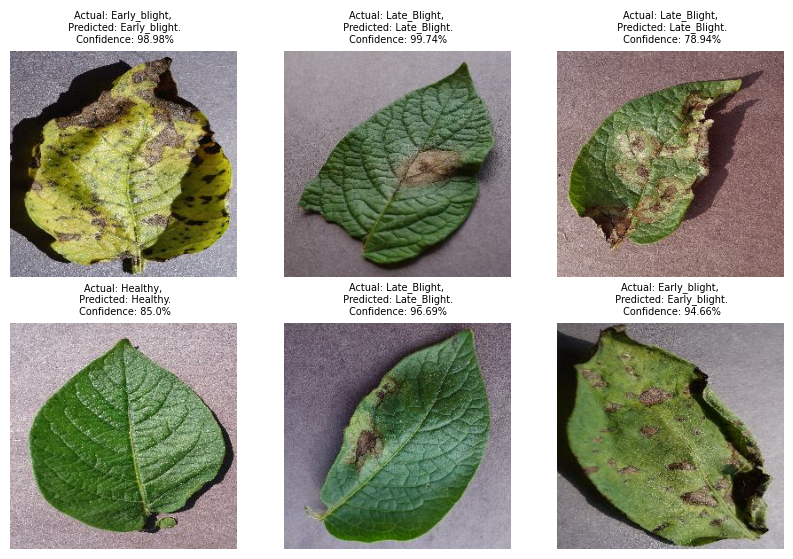 Actual: Early_blight,
Predicted: Early_blight.
Confidence: 98.98%
Actual: Late_Blight,
Predicted: Late_Blight.
Confidence: 99.74%
Actual: Late_Blight,
Predicted: Late_Blight.
Confidence: 78.94%
Actual: Healthy,
Predicted: Healthy.
Confidence: 85.0%
Actual: Late_Blight,
Predicted: Late_Blight.
Confidence: 96.69%
Actual: Early_blight,
Predicted: Early_blight.
Confidence: 94.66%